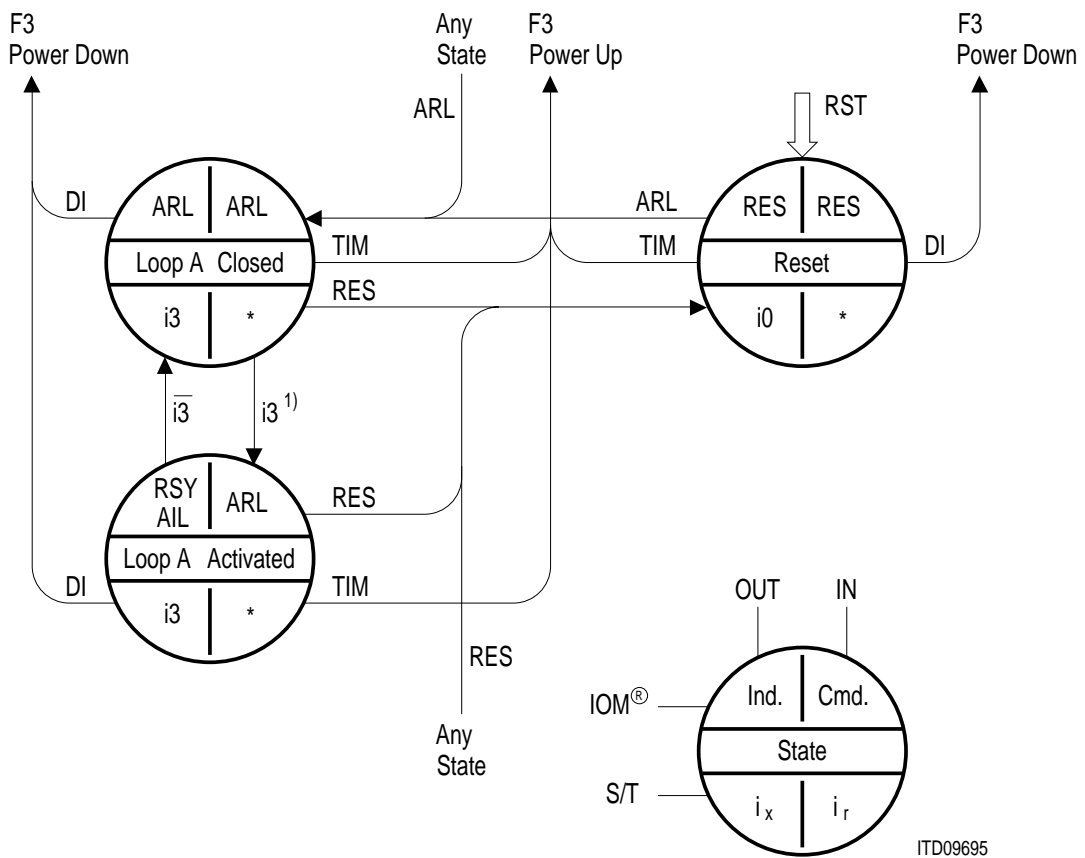 F3
Power Down
Any
State
F3
Power Up
F3
Power Down
ARL
RST
DI
ARL ARL
ARL
RES RES
Loop A Closed
TIM
TIM
Reset
DI
RES
i3 *
i0 *
i3̅
i3 1)
RSY
AIL
ARL
RES
Loop A Activated
DI
TIM
i3 *
RES
Any
State
OUT IN
IOM®
Ind. Cmd.
State
S/T
i x i r
ITD09695